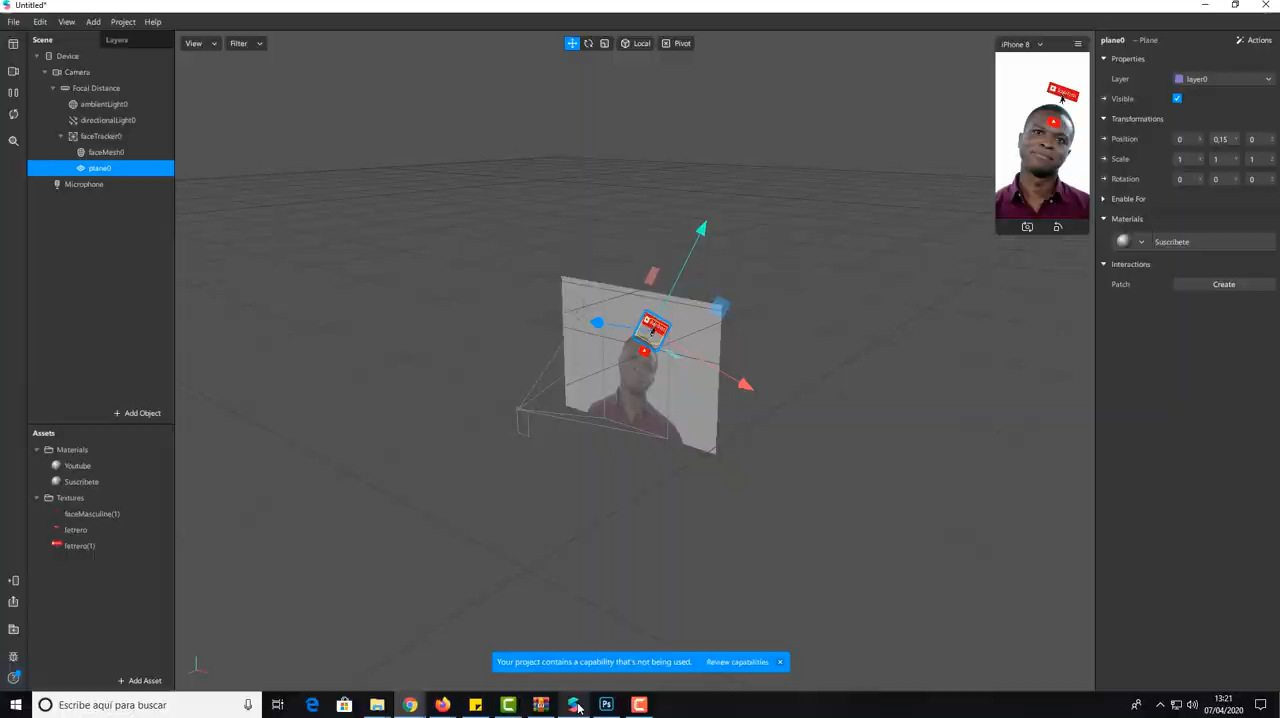 Untitled*
File Edit View Add Project Help
Scene Layers
Device
Camera
Focal Distance
ambientLight0
directionalLight0
faceTracker0
faceMesh0
plane0
Microphone
+ Add Object
Assets
Materials
Youtube
Suscribete
Textures
faceMasculine(1)
letrero
letrero(1)
+ Add Asset
View Filter Local Pivot
iPhone 8
plane0 — Plane Actions
Properties
Layer layer0
Visible
Transformations
Position 0 0,15 0
Scale 1 1 1
Rotation 0 0 0
Enable For
Materials
Suscribete
Interactions
Patch Create
Your project contains a capability that's not being used. Review capabilities
Escribe aquí para buscar
Ps
13:21
07/04/2020